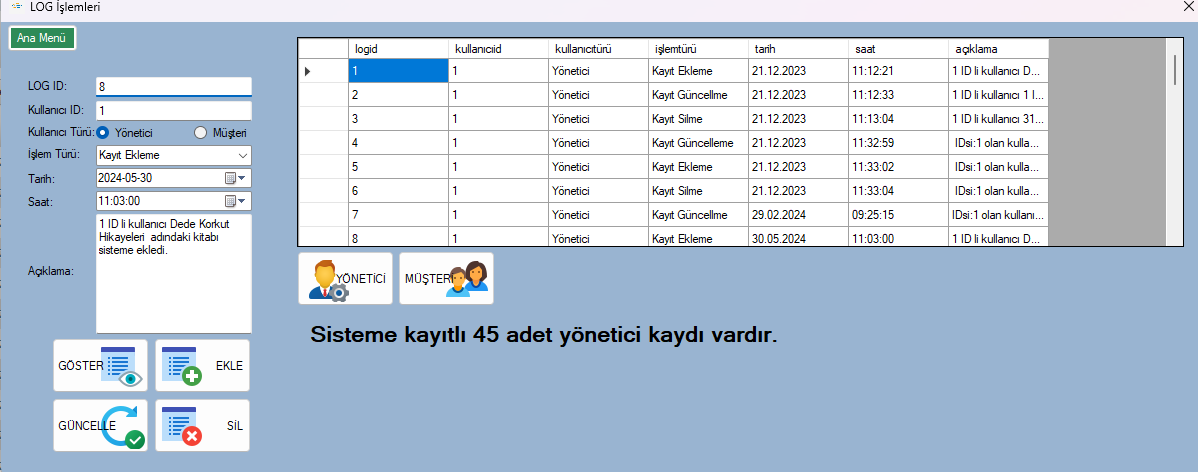 LOG İşlemleri
Ana Menü
LOG ID: 8
Kullanıcı ID: 1
Kullanıcı Türü: Yönetici Müşteri
İşlem Türü: Kayıt Ekleme
Tarih: 2024-05-30
Saat: 11:03:00
Açıklama:
1 ID li kullanıcı Dede Korkut
Hikayeleri adındaki kitabı
sisteme ekledi.
GÖSTER EKLE
GÜNCELLE SİL
logid kullanıcıid kullanıcıtürü işlemtürü tarih saat açıklama
1 1 Yönetici Kayıt Ekleme 21.12.2023 11:12:21 1 ID li kullanıcı D...
2 1 Yönetici Kayıt Güncellme 21.12.2023 11:12:33 1 ID li kullanıcı 1 l...
3 1 Yönetici Kayıt Silme 21.12.2023 11:13:04 1 ID li kullanıcı 31...
4 1 Yönetici Kayıt Güncelleme 21.12.2023 11:32:59 IDsi:1 olan kulla...
5 1 Yönetici Kayıt Ekleme 21.12.2023 11:33:02 IDsi:1 olan kulla...
6 1 Yönetici Kayıt Silme 21.12.2023 11:33:04 IDsi:1 olan kulla...
7 1 Yönetici Kayıt Güncellme 29.02.2024 09:25:15 IDsi:1 olan kullanı...
8 1 Yönetici Kayıt Ekleme 30.05.2024 11:03:00 1 ID li kullanıcı D...
YÖNETİCİ MÜŞTER
Sisteme kayıtlı 45 adet yönetici kaydı vardır.